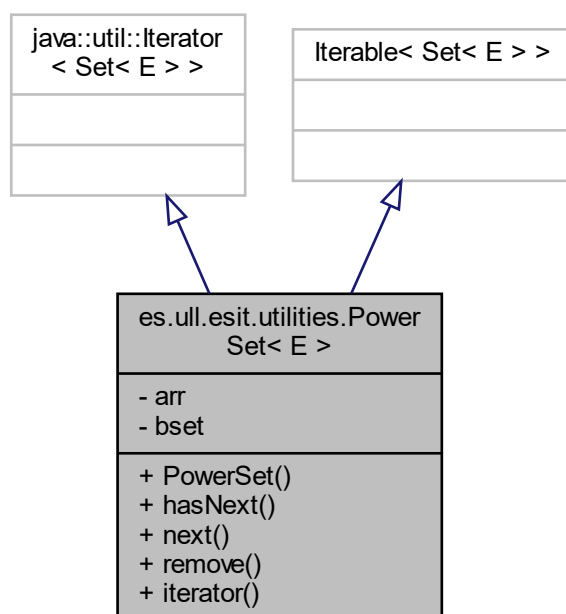 java::util::Iterator
< Set< E > >
Iterable< Set< E > >
es.ull.esit.utilities.Power
Set< E >
- arr
- bset
+ PowerSet()
+ hasNext()
+ next()
+ remove()
+ iterator()